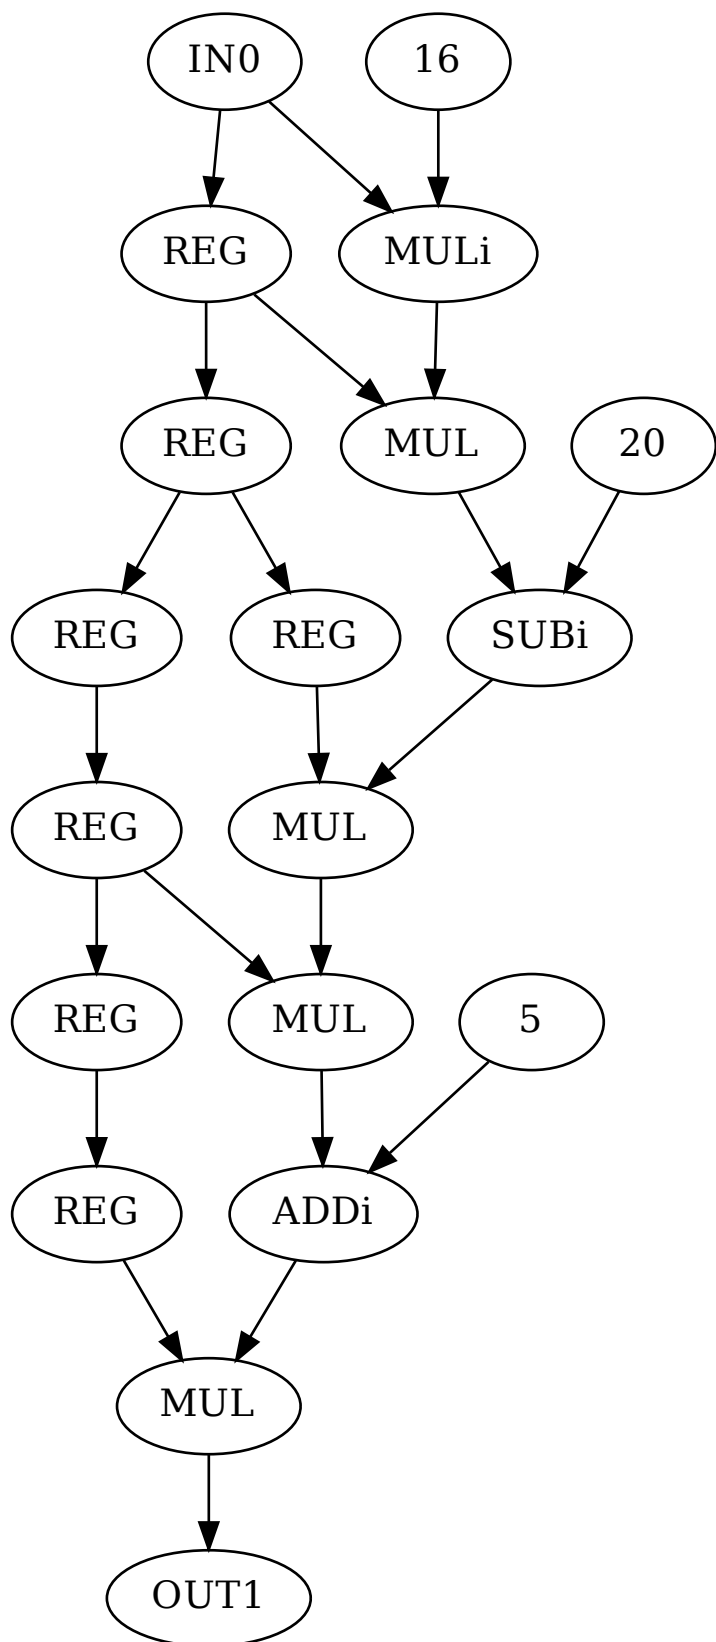 IN0
16
REG
MULi
REG
MUL
20
REG
REG
SUBi
REG
MUL
REG
MUL
5
REG
ADDi
MUL
OUT1